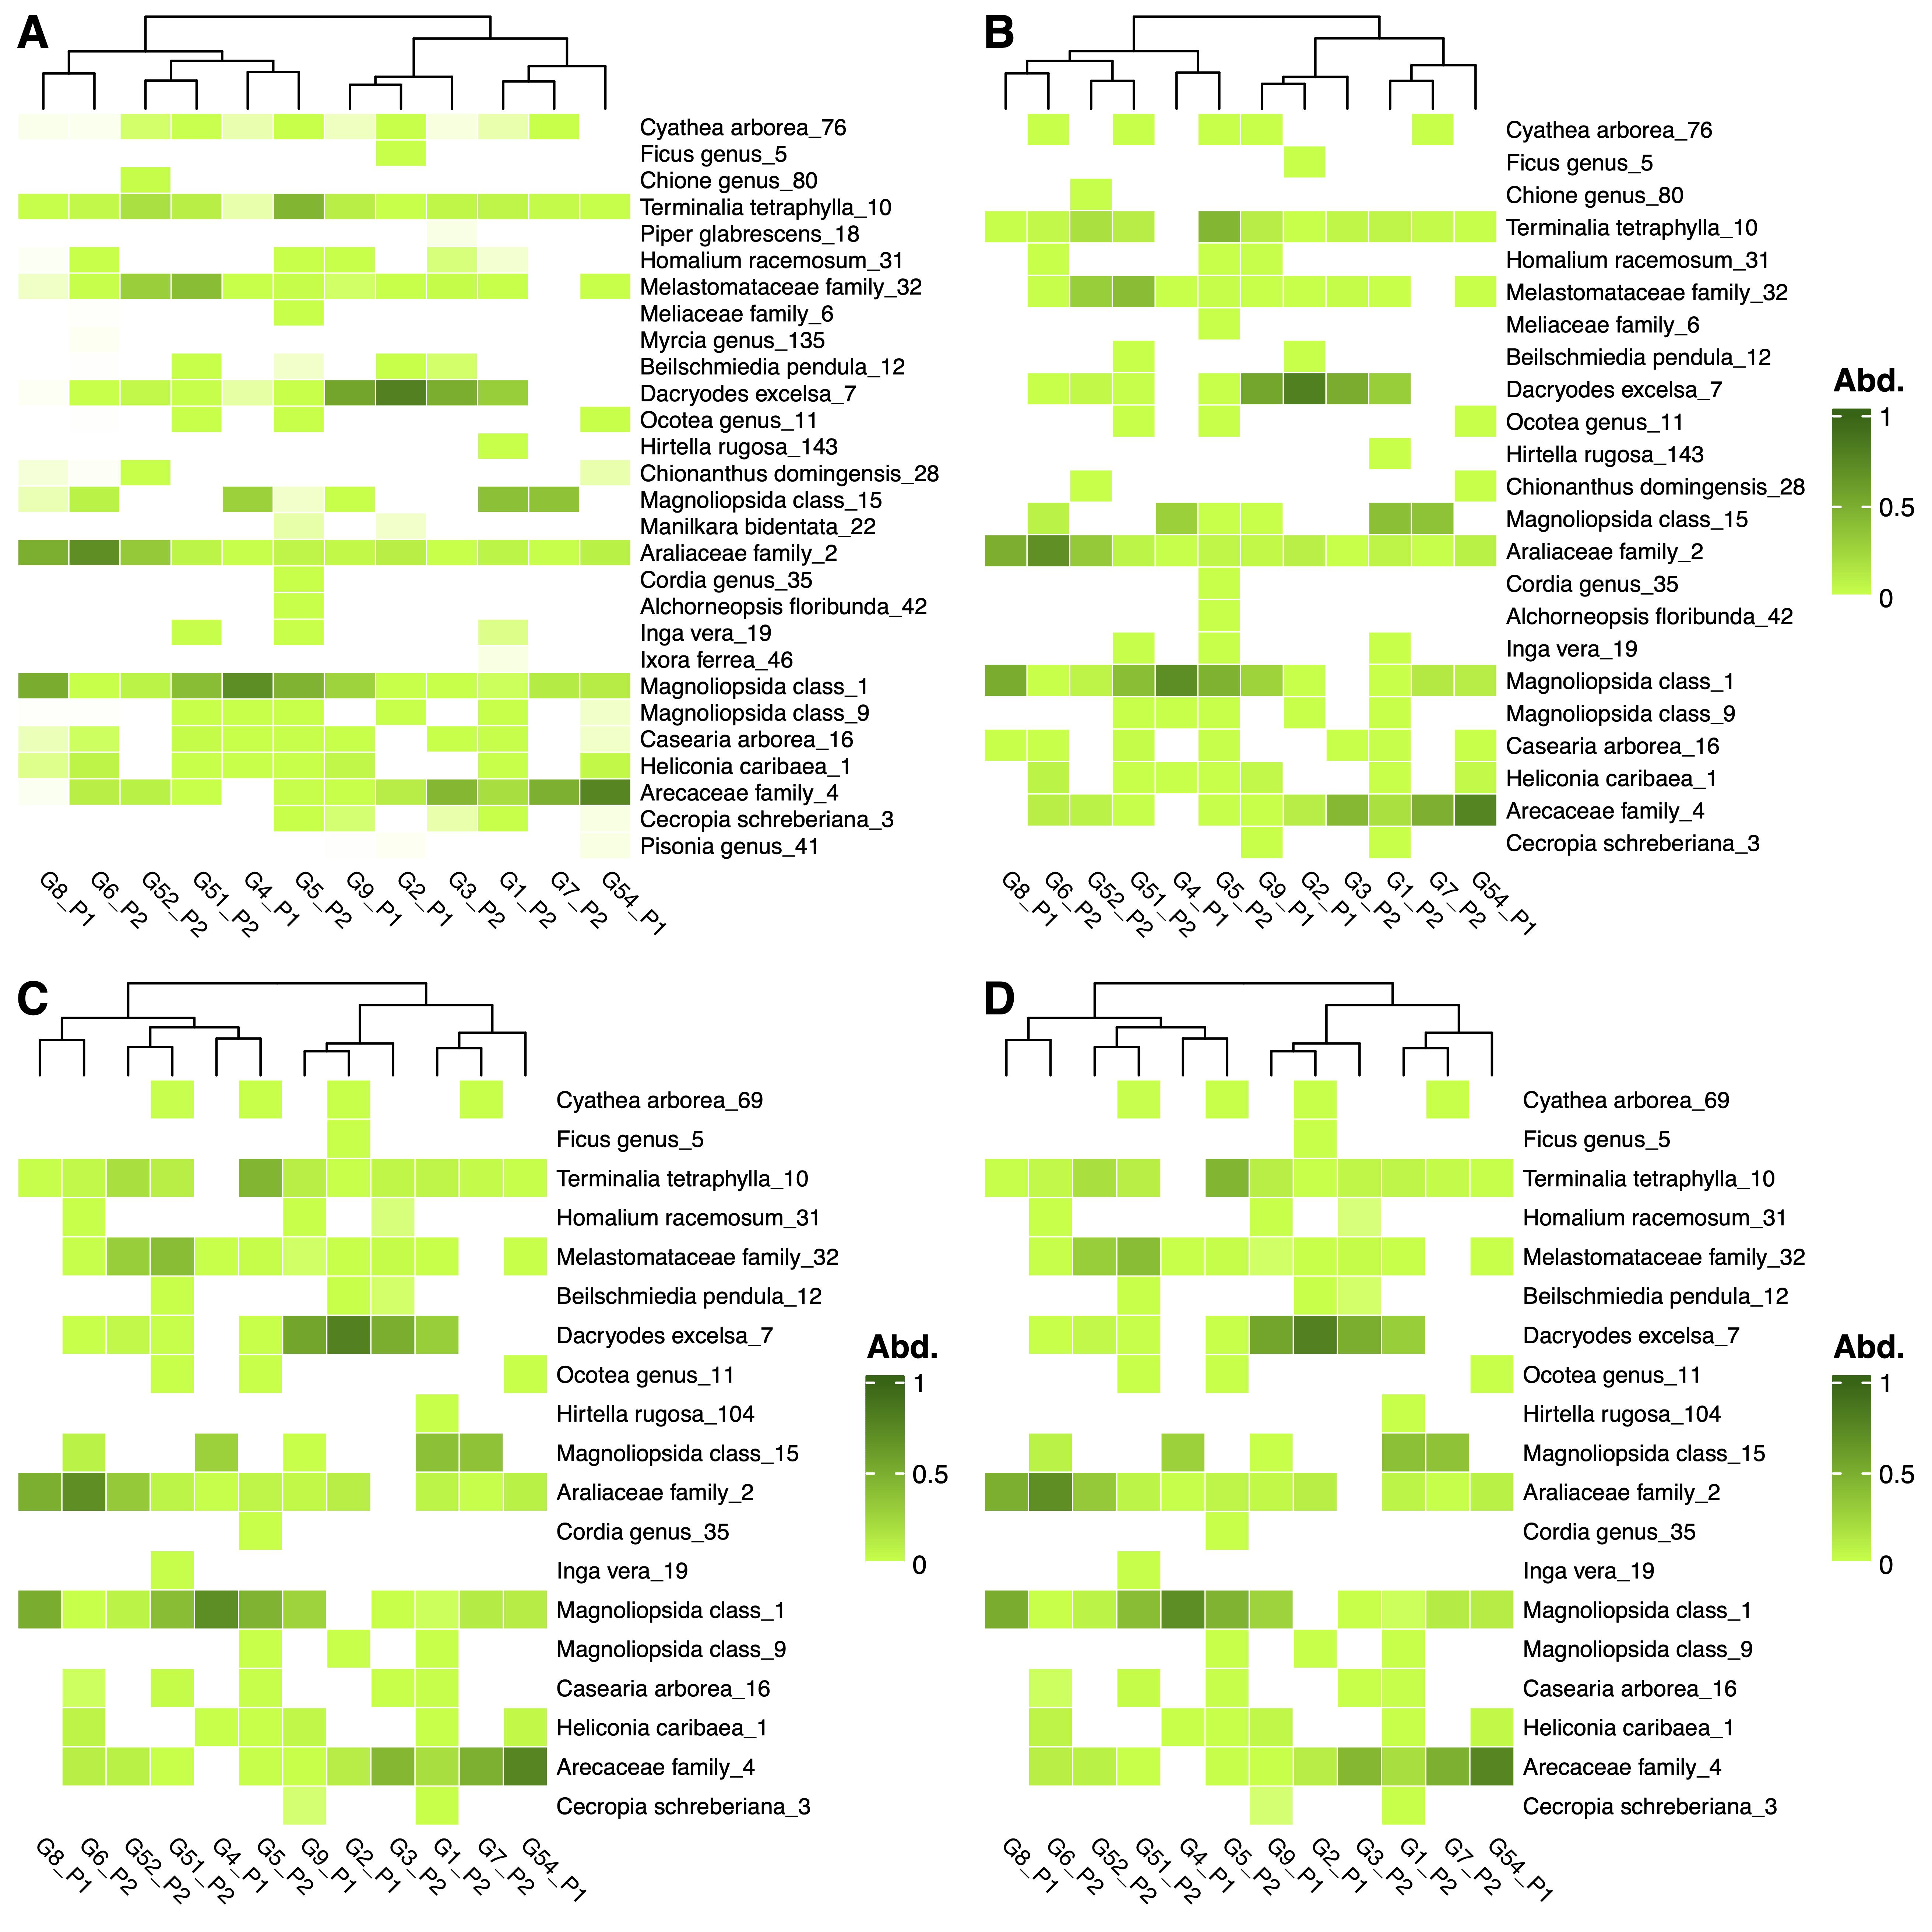 A
Cyathea arborea_76
Ficus genus_5
Chione genus_80
Terminalia tetraphylla_10
Piper glabrescens_18
Homalium racemosum_31
Melastomataceae family_32
Meliaceae family_6
Myrcia genus_135
Beilschmiedia pendula_12
Dacryodes excelsa_7
Ocotea genus_11
Hirtella rugosa_143
Chionanthus domingensis_28
Magnoliopsida class_15
Manilkara bidentata_22
Araliaceae family_2
Cordia genus_35
Alchorneopsis floribunda_42
Inga vera_19
Ixora ferrea_46
Magnoliopsida class_1
Magnoliopsida class_9
Casearia arborea_16
Heliconia caribaea_1
Arecaceae family_4
Cecropia schreberiana_3
Pisonia genus_41
G8_P1 G6_P2 G52_P2 G51_P2 G4_P1 G5_P2 G9_P1 G2_P1 G3_P2 G1_P2 G7_P2 G54_P1
B
Cyathea arborea_76
Ficus genus_5
Chione genus_80
Terminalia tetraphylla_10
Homalium racemosum_31
Melastomataceae family_32
Meliaceae family_6
Beilschmiedia pendula_12
Dacryodes excelsa_7
Ocotea genus_11
Hirtella rugosa_143
Chionanthus domingensis_28
Magnoliopsida class_15
Araliaceae family_2
Cordia genus_35
Alchorneopsis floribunda_42
Inga vera_19
Magnoliopsida class_1
Magnoliopsida class_9
Casearia arborea_16
Heliconia caribaea_1
Arecaceae family_4
Cecropia schreberiana_3
G8_P1 G6_P2 G52_P2 G51_P2 G4_P1 G5_P2 G9_P1 G2_P1 G3_P2 G1_P2 G7_P2 G54_P1
Abd.
1
0.5
0
C
Cyathea arborea_69
Ficus genus_5
Terminalia tetraphylla_10
Homalium racemosum_31
Melastomataceae family_32
Beilschmiedia pendula_12
Dacryodes excelsa_7
Ocotea genus_11
Hirtella rugosa_104
Magnoliopsida class_15
Araliaceae family_2
Cordia genus_35
Inga vera_19
Magnoliopsida class_1
Magnoliopsida class_9
Casearia arborea_16
Heliconia caribaea_1
Arecaceae family_4
Cecropia schreberiana_3
G8_P1 G6_P2 G52_P2 G51_P2 G4_P1 G5_P2 G9_P1 G2_P1 G3_P2 G1_P2 G7_P2 G54_P1
Abd.
1
0.5
0
D
Cyathea arborea_69
Ficus genus_5
Terminalia tetraphylla_10
Homalium racemosum_31
Melastomataceae family_32
Beilschmiedia pendula_12
Dacryodes excelsa_7
Ocotea genus_11
Hirtella rugosa_104
Magnoliopsida class_15
Araliaceae family_2
Cordia genus_35
Inga vera_19
Magnoliopsida class_1
Magnoliopsida class_9
Casearia arborea_16
Heliconia caribaea_1
Arecaceae family_4
Cecropia schreberiana_3
G8_P1 G6_P2 G52_P2 G51_P2 G4_P1 G5_P2 G9_P1 G2_P1 G3_P2 G1_P2 G7_P2 G54_P1
Abd.
1
0.5
0